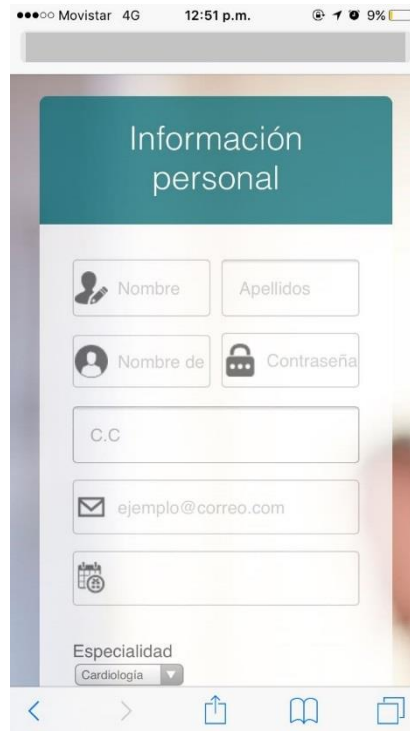 Movistar 4G 12:51 p.m. 9%
Información
personal
Nombre Apellidos
Nombre de Contraseña
C.C
ejemplo@correo.com
Especialidad
Cardiología